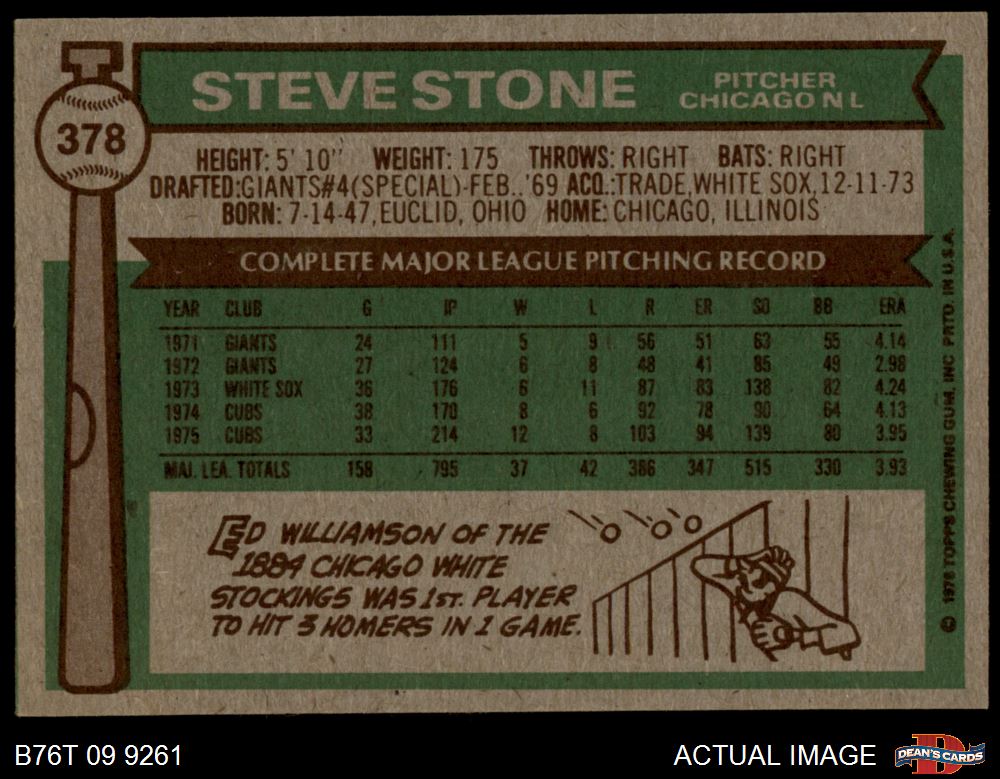 378
STEVE STONE
PITCHER
CHICAGO N L
HEIGHT: 5' 10" WEIGHT: 175 THROWS: RIGHT BATS: RIGHT
DRAFTED:GIANTS#4(SPECIAL)-FEB.,'69 ACQ.:TRADE,WHITE SOX,12-11-73
BORN: 7-14-47,EUCLID, OHIO HOME: CHICAGO, ILLINOIS
COMPLETE MAJOR LEAGUE PITCHING RECORD
YEAR CLUB G IP W L R ER SO BB ERA
1971 GIANTS 24 111 5 9 56 51 63 55 4.14
1972 GIANTS 27 124 6 8 48 41 85 49 2.98
1973 WHITE SOX 36 176 6 11 87 83 138 82 4.24
1974 CUBS 38 170 8 6 92 78 90 64 4.13
1975 CUBS 33 214 12 8 103 94 139 80 3.95
MAJ. LEA. TOTALS 158 795 37 42 386 347 515 330 3.93
ED WILLIAMSON OF THE
1884 CHICAGO WHITE
STOCKINGS WAS 1ST. PLAYER
TO HIT 3 HOMERS IN 1 GAME.
© 1976 TOPPS CHEWING GUM, INC PRTD. IN U.S.A.
B76T 09 9261
ACTUAL IMAGE
DEAN'S CARDS